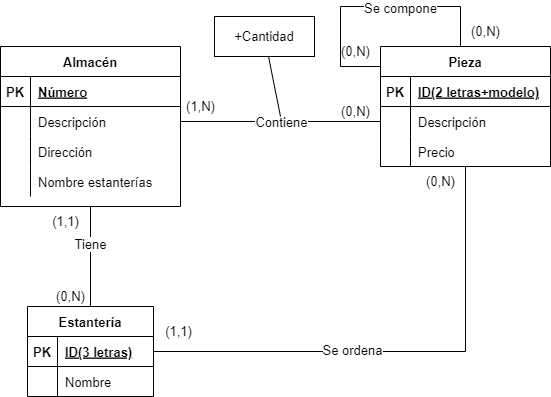 Se compone
(0,N)
+Cantidad
(0,N)
Almacén
Pieza
PK Número
PK ID(2 letras+modelo)
(1,N)
(0,N)
Descripción
Contiene
Descripción
Dirección
Precio
Nombre estanterías
(0,N)
(1,1)
Tiene
(0,N)
Estantería
(1,1)
PK ID(3 letras)
Se ordena
Nombre